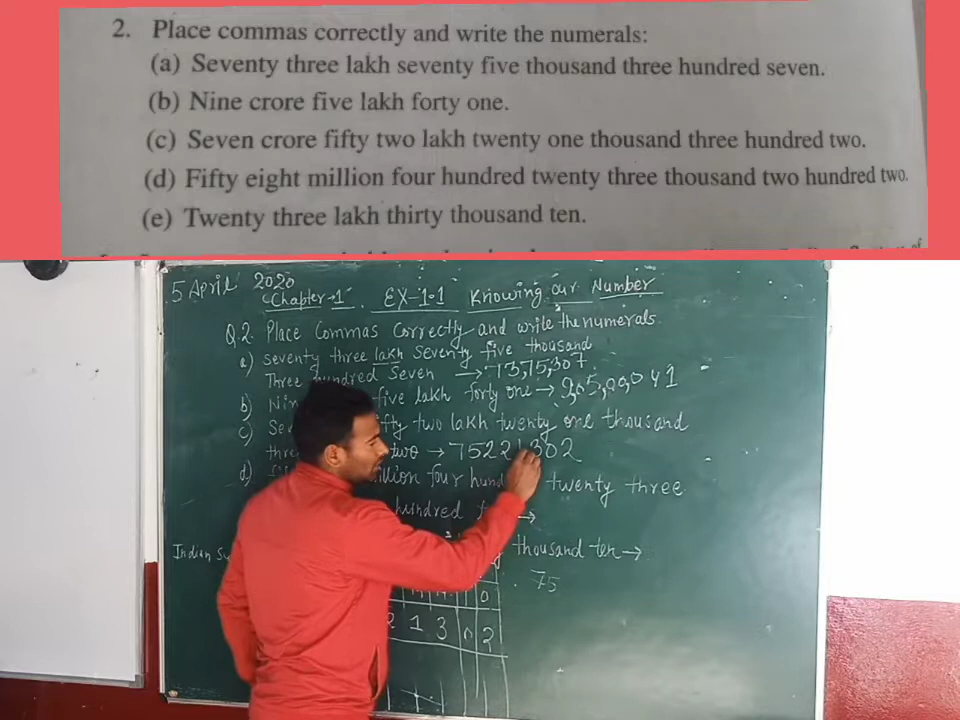 2. Place commas correctly and write the numerals:
(a) Seventy three lakh seventy five thousand three hundred seven.
(b) Nine crore five lakh forty one.
(c) Seven crore fifty two lakh twenty one thousand three hundred two.
(d) Fifty eight million four hundred twenty three thousand two hundred two.
(e) Twenty three lakh thirty thousand ten.
5 April 2020
Chapter-1 EX-1.1 Knowing our Number
Q.2. Place Commas Correctly and write the numerals.
a) seventy three lakh seventy five thousand
Three hundred Seven → 73,75,307
b) five lakh forty one → 9,05,00,041
c) two lakh twenty one thousand
two → 75221302
d) four twenty three
hundred →
thousand ten →
Indian
75
0
2 1 3 0 2